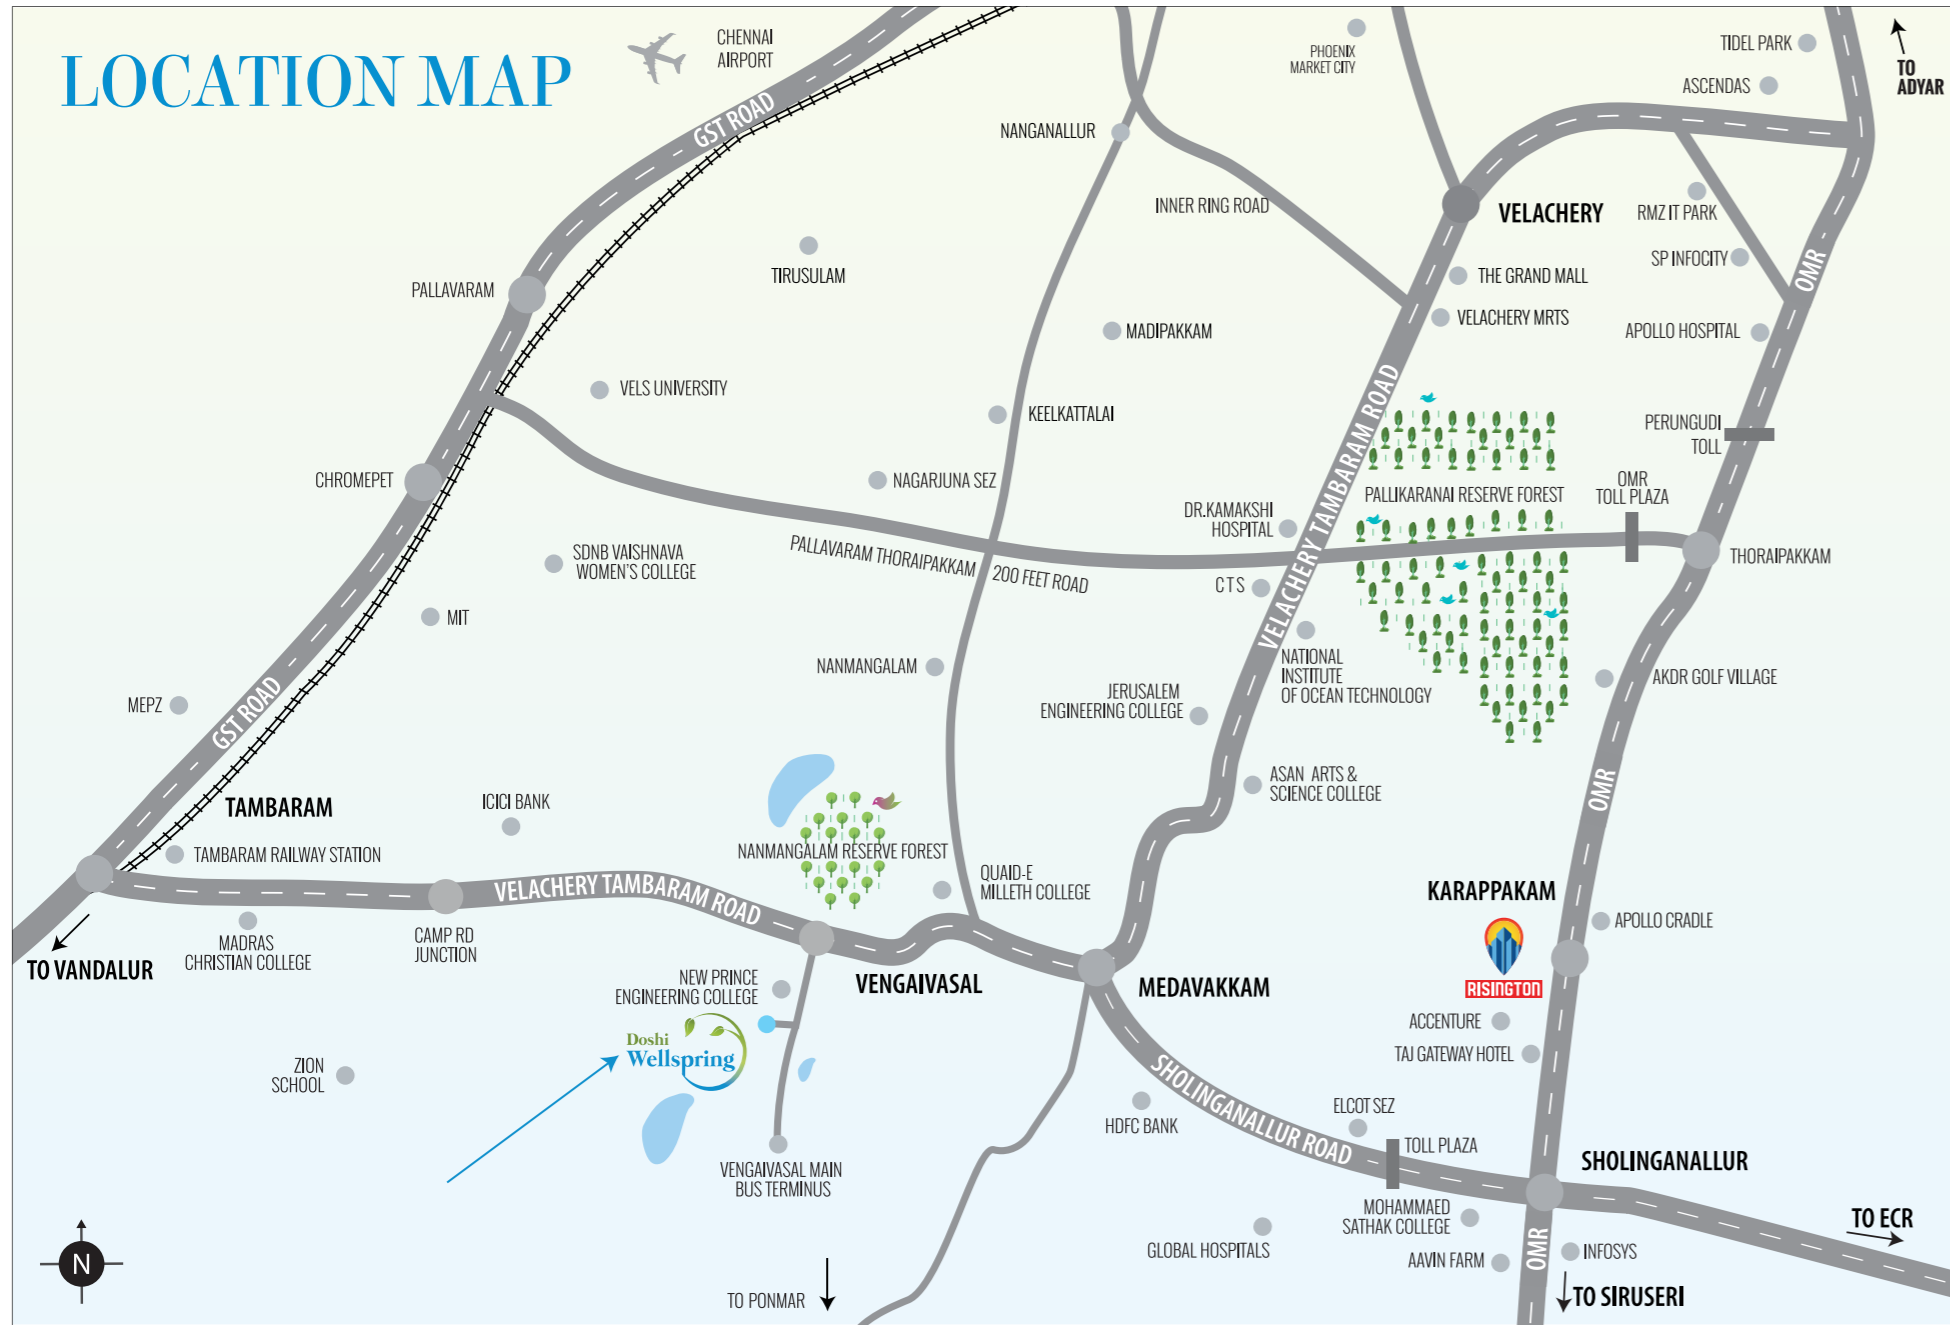 LOCATION MAP
CHENNAI
AIRPORT
GST ROAD
PHOENIX
MARKET CITY
TIDEL PARK
ASCENDAS
TO
ADYAR
NANGANALLUR
INNER RING ROAD
VELACHERY
RMZ IT PARK
SP INFOCITY
OMR
TIRUSULAM
PALLAVARAM
THE GRAND MALL
VELACHERY MRTS
MADIPAKKAM
APOLLO HOSPITAL
VELS UNIVERSITY
KEELKATTALAI
VELACHERY TAMBARAM ROAD
PERUNGUDI
TOLL
CHROMEPET
NAGARJUNA SEZ
PALLIKARANAI RESERVE FOREST
OMR
TOLL PLAZA
DR.KAMAKSHI
HOSPITAL
SDNB VAISHNAVA
WOMEN'S COLLEGE
PALLAVARAM THORAIPAKKAM
200 FEET ROAD
THORAIPAKKAM
CTS
MIT
NANMANGALAM
NATIONAL
INSTITUTE
OF OCEAN TECHNOLOGY
JERUSALEM
ENGINEERING COLLEGE
AKDR GOLF VILLAGE
MEPZ
GST ROAD
ASAN ARTS &
SCIENCE COLLEGE
OMR
TAMBARAM
ICICI BANK
TAMBARAM RAILWAY STATION
NANMANGALAM RESERVE FOREST
QUAID-E
MILLETH COLLEGE
VELACHERY TAMBARAM ROAD
KARAPPAKAM
APOLLO CRADLE
MADRAS
CHRISTIAN COLLEGE
CAMP RD
JUNCTION
TO VANDALUR
NEW PRINCE
ENGINEERING COLLEGE
VENGAIVASAL
MEDAVAKKAM
RISINGTON
ACCENTURE
TAJ GATEWAY HOTEL
Doshi
Wellspring
ZION
SCHOOL
SHOLINGANALLUR ROAD
HDFC BANK
ELCOT SEZ
TOLL PLAZA
SHOLINGANALLUR
VENGAIVASAL MAIN
BUS TERMINUS
MOHAMMAED
SATHAK COLLEGE
TO ECR
GLOBAL HOSPITALS
AAVIN FARM
OMR
INFOSYS
N
TO PONMAR
TO SIRUSERI